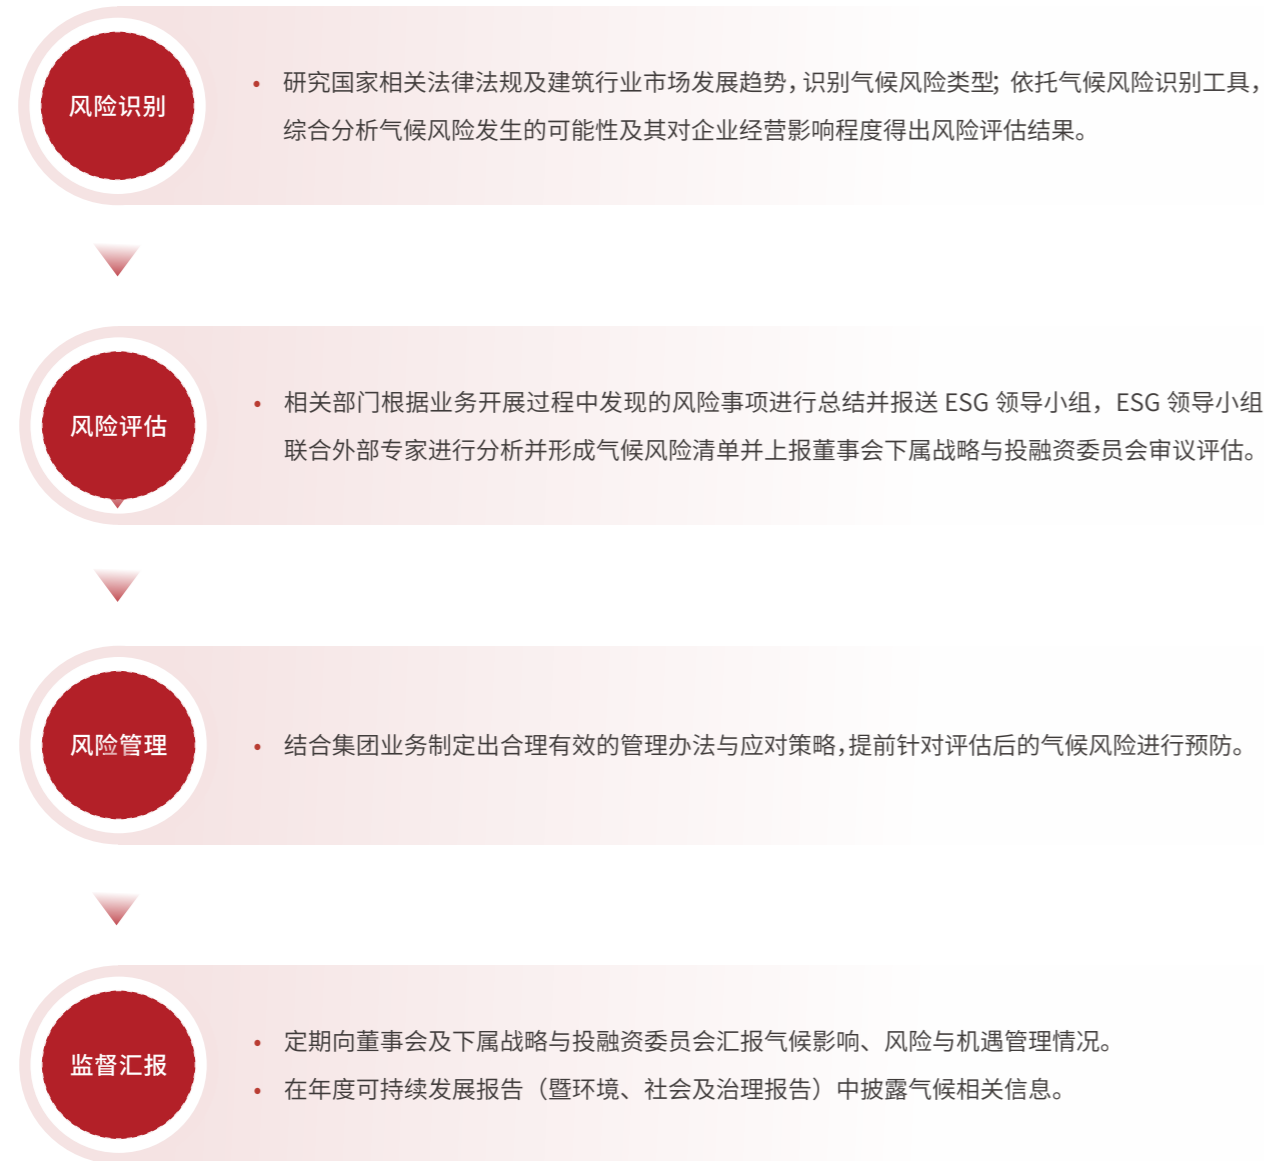 风险识别
• 研究国家相关法律法规及建筑行业市场发展趋势，识别气候风险类型；依托气候风险识别工具，
综合分析气候风险发生的可能性及其对企业经营影响程度得出风险评估结果。
风险评估
• 相关部门根据业务开展过程中发现的风险事项进行总结并报送 ESG 领导小组，ESG 领导小组
联合外部专家进行分析并形成气候风险清单并上报董事会下属战略与投融资委员会审议评估。
风险管理
• 结合集团业务制定出合理有效的管理办法与应对策略，提前针对评估后的气候风险进行预防。
监督汇报
• 定期向董事会及下属战略与投融资委员会汇报气候影响、风险与机遇管理情况。
• 在年度可持续发展报告（暨环境、社会及治理报告）中披露气候相关信息。